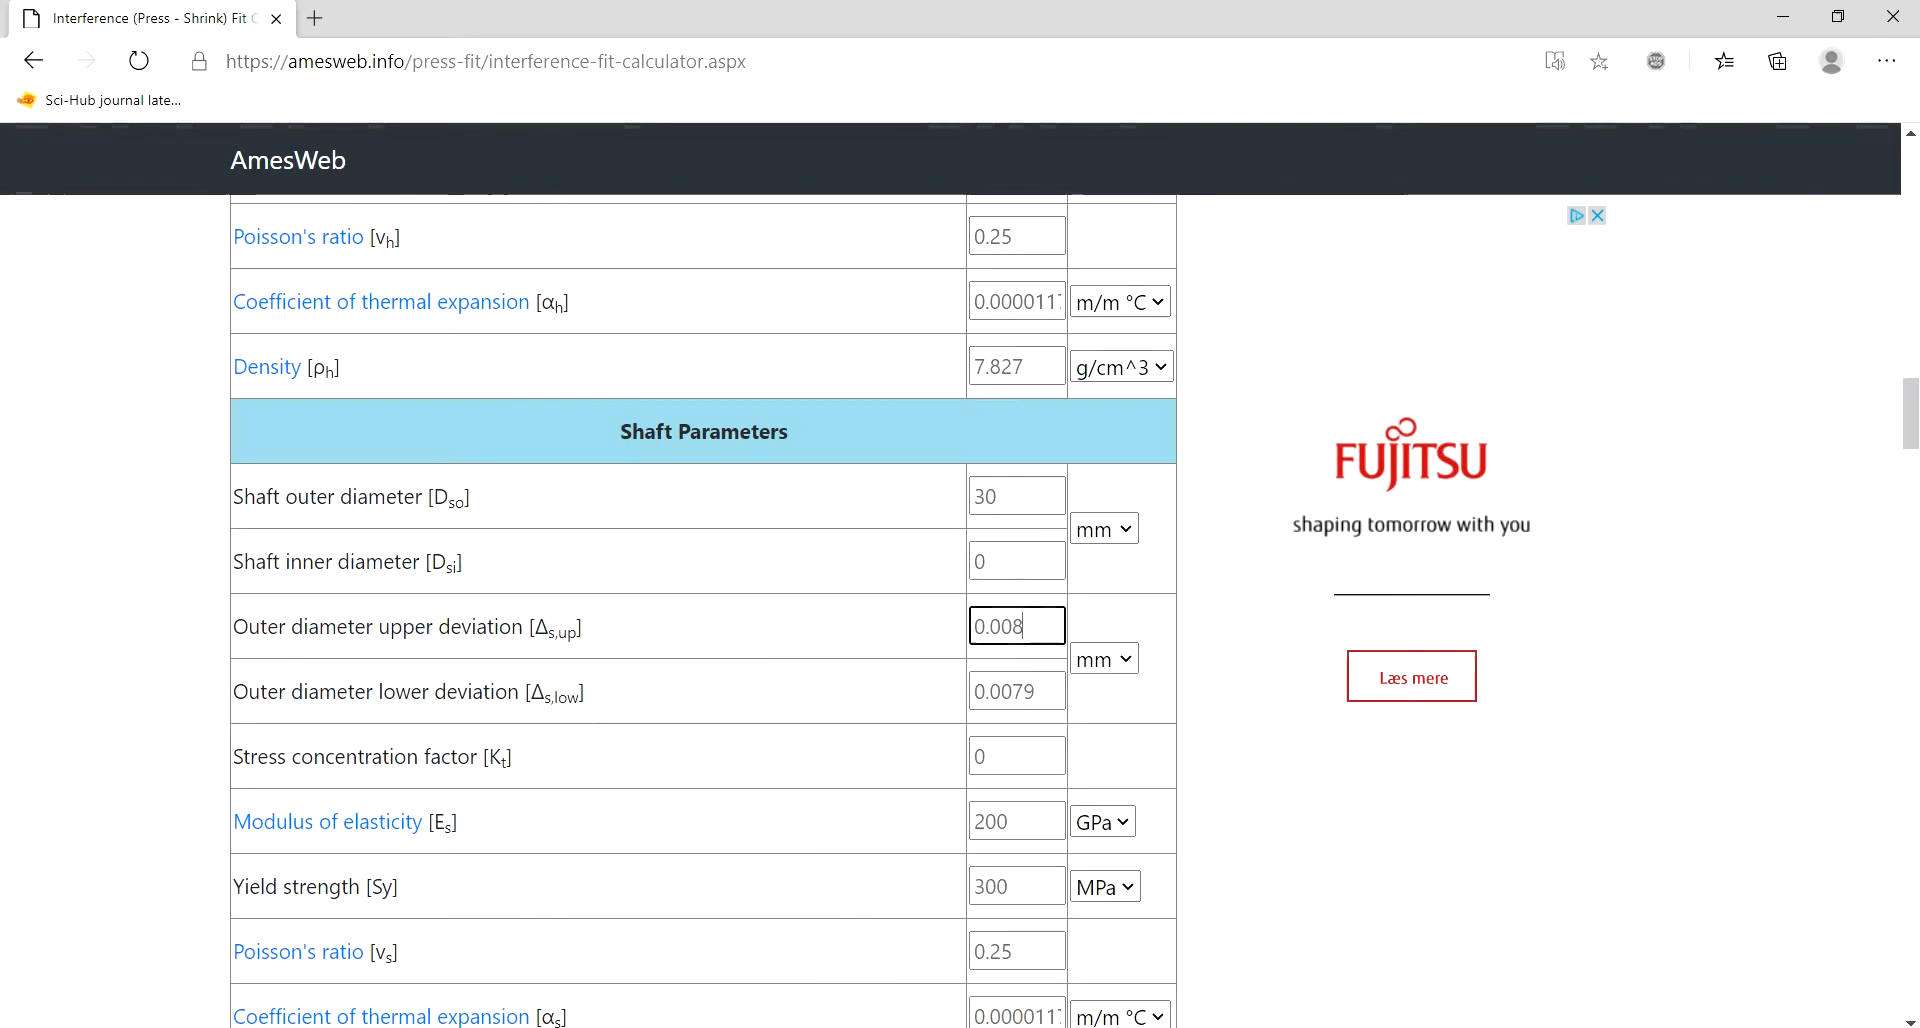 Interference (Press - Shrink) Fit C
https://amesweb.info/press-fit/interference-fit-calculator.aspx
Sci-Hub journal late...
AmesWeb
Poisson's ratio [νh] 0.25
Coefficient of thermal expansion [αh] 0.0000117 m/m °C
Density [ρh] 7.827 g/cm^3
Shaft Parameters
Shaft outer diameter [Dso] 30
mm
Shaft inner diameter [Dsi] 0
Outer diameter upper deviation [Δs,up] 0.008
mm
Outer diameter lower deviation [Δs,low] 0.0079
Stress concentration factor [Kt] 0
Modulus of elasticity [Es] 200 GPa
Yield strength [Sy] 300 MPa
Poisson's ratio [νs] 0.25
Coefficient of thermal expansion [αs] 0.0000117 m/m °C
FUJITSU
shaping tomorrow with you
Læs mere